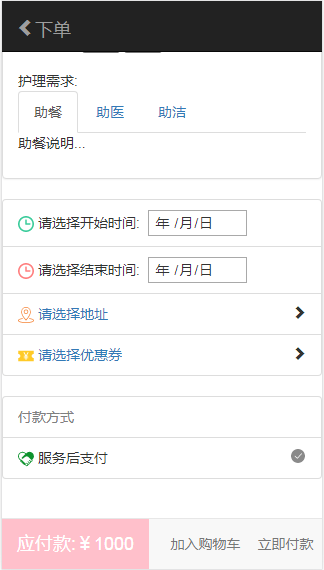 下单
护理需求:
助餐 助医 助洁
助餐说明...
请选择开始时间: 年 /月/日
请选择结束时间: 年 /月/日
请选择地址
请选择优惠券
付款方式
服务后支付
应付款: ¥ 1000 加入购物车 立即付款